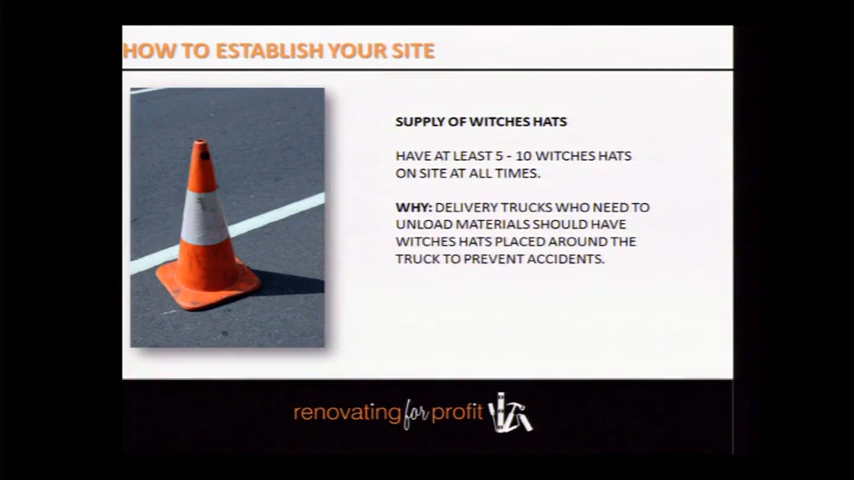 HOW TO ESTABLISH YOUR SITE
SUPPLY OF WITCHES HATS
HAVE AT LEAST 5 - 10 WITCHES HATS
ON SITE AT ALL TIMES.
WHY: DELIVERY TRUCKS WHO NEED TO
UNLOAD MATERIALS SHOULD HAVE
WITCHES HATS PLACED AROUND THE
TRUCK TO PREVENT ACCIDENTS.
renovating for profit